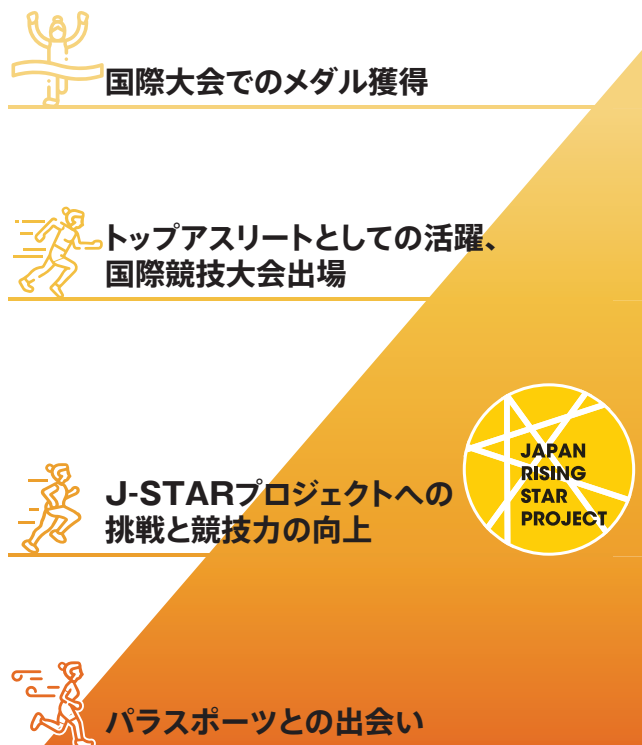 国際大会でのメダル獲得
トップアスリートとしての活躍、
国際競技大会出場
J-STARプロジェクトへの
挑戦と競技力の向上
JAPAN
RISING
STAR
PROJECT
パラスポーツとの出会い